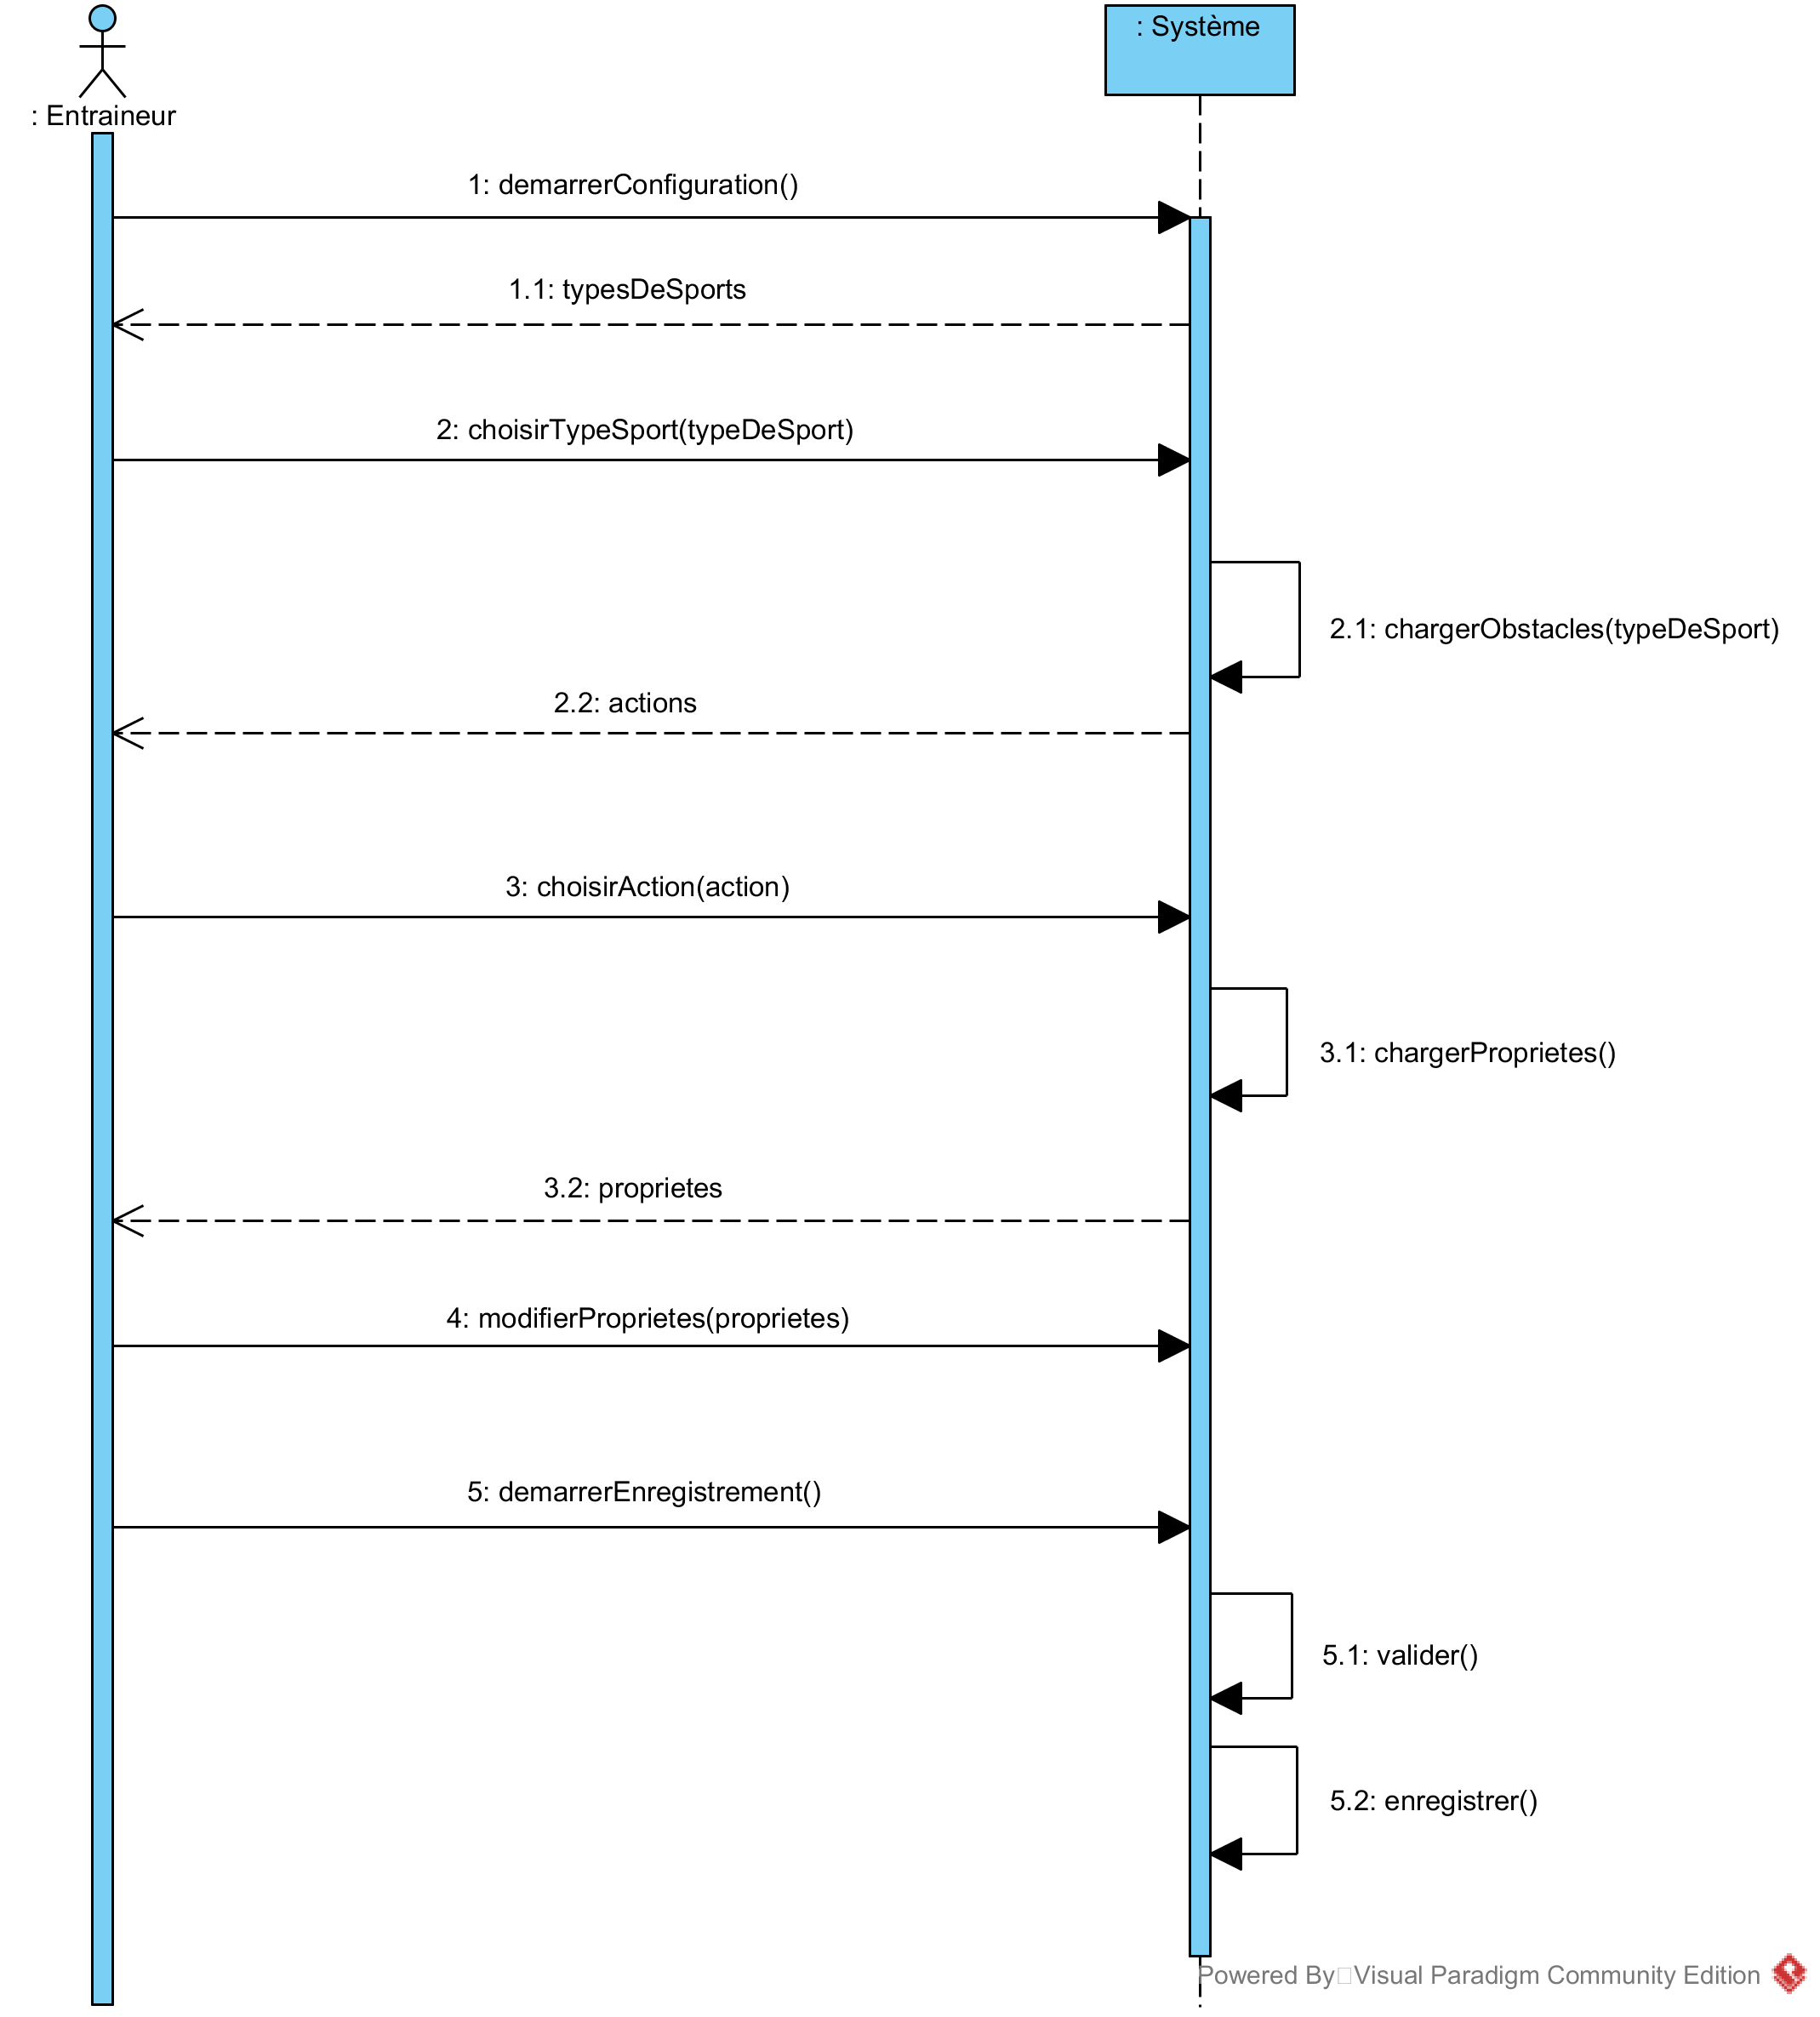 : Entraineur
: Système
1: demarrerConfiguration()
1.1: typesDeSports
2: choisirTypeSport(typeDeSport)
2.1: chargerObstacles(typeDeSport)
2.2: actions
3: choisirAction(action)
3.1: chargerProprietes()
3.2: proprietes
4: modifierProprietes(proprietes)
5: demarrerEnregistrement()
5.1: valider()
5.2: enregistrer()
Powered By Visual Paradigm Community Edition